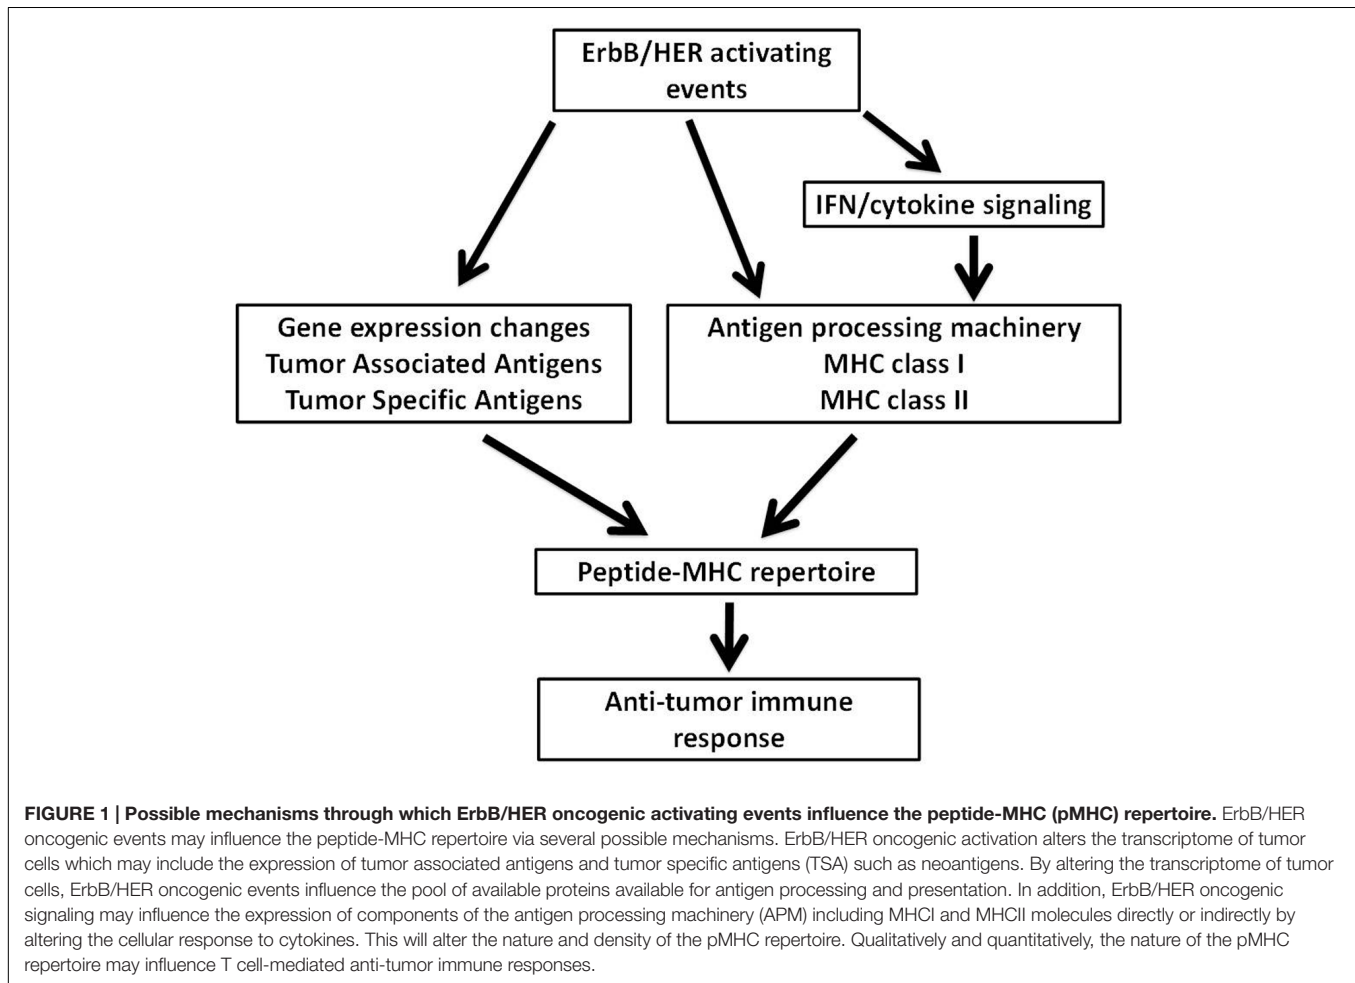 ErbB/HER activating
events
IFN/cytokine signaling
Gene expression changes
Tumor Associated Antigens
Tumor Specific Antigens
Antigen processing machinery
MHC class I
MHC class II
Peptide-MHC repertoire
Anti-tumor immune
response
FIGURE 1 | Possible mechanisms through which ErbB/HER oncogenic activating events influence the peptide-MHC (pMHC) repertoire. ErbB/HER
oncogenic events may influence the peptide-MHC repertoire via several possible mechanisms. ErbB/HER oncogenic activation alters the transcriptome of tumor
cells which may include the expression of tumor associated antigens and tumor specific antigens (TSA) such as neoantigens. By altering the transcriptome of tumor
cells, ErbB/HER oncogenic events influence the pool of available proteins available for antigen processing and presentation. In addition, ErbB/HER oncogenic
signaling may influence the expression of components of the antigen processing machinery (APM) including MHCI and MHCII molecules directly or indirectly by
altering the cellular response to cytokines. This will alter the nature and density of the pMHC repertoire. Qualitatively and quantitatively, the nature of the pMHC
repertoire may influence T cell-mediated anti-tumor immune responses.